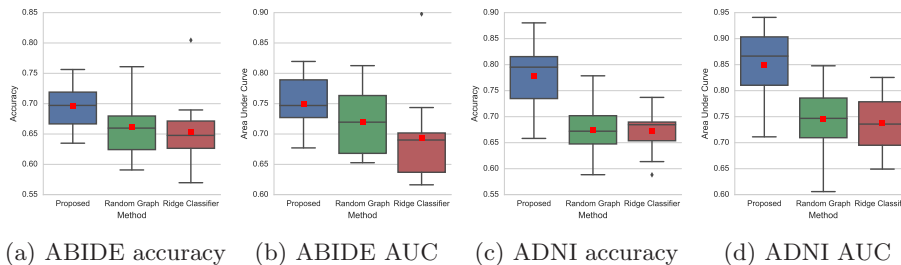 0.85
0.80
0.75
0.70
0.65
0.60
0.55
Accuracy
Proposed Random Graph Ridge Classifier
Method
0.90
0.85
0.80
0.75
0.70
0.65
0.60
Area Under Curve
Proposed Random Graph Ridge Classifier
Method
0.90
0.85
0.80
0.75
0.70
0.65
0.60
0.55
Accuracy
Proposed Random Graph Ridge Classifier
Method
0.95
0.90
0.85
0.80
0.75
0.70
0.65
0.60
Area Under Curve
Proposed Random Graph Ridge Classifier
Method
(a) ABIDE accuracy (b) ABIDE AUC (c) ADNI accuracy (d) ADNI AUC